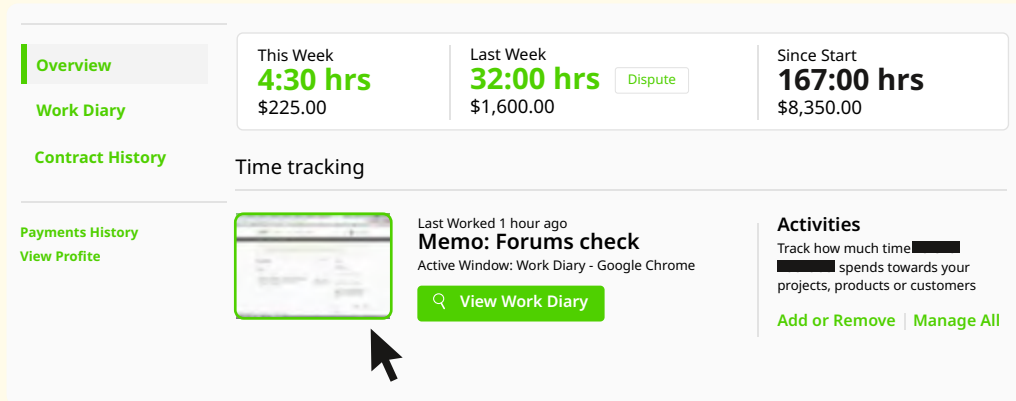 Overview
Work Diary
Contract History
Payments History
View Profile
This Week
4:30 hrs
$225.00
Last Week
32:00 hrs
Dispute
$1,600.00
Since Start
167:00 hrs
$8,350.00
Time tracking
Last Worked 1 hour ago
Memo: Forums check
Active Window: Work Diary - Google Chrome
View Work Diary
Activities
Track how much time
spends towards your
projects, products or customers
Add or Remove | Manage All